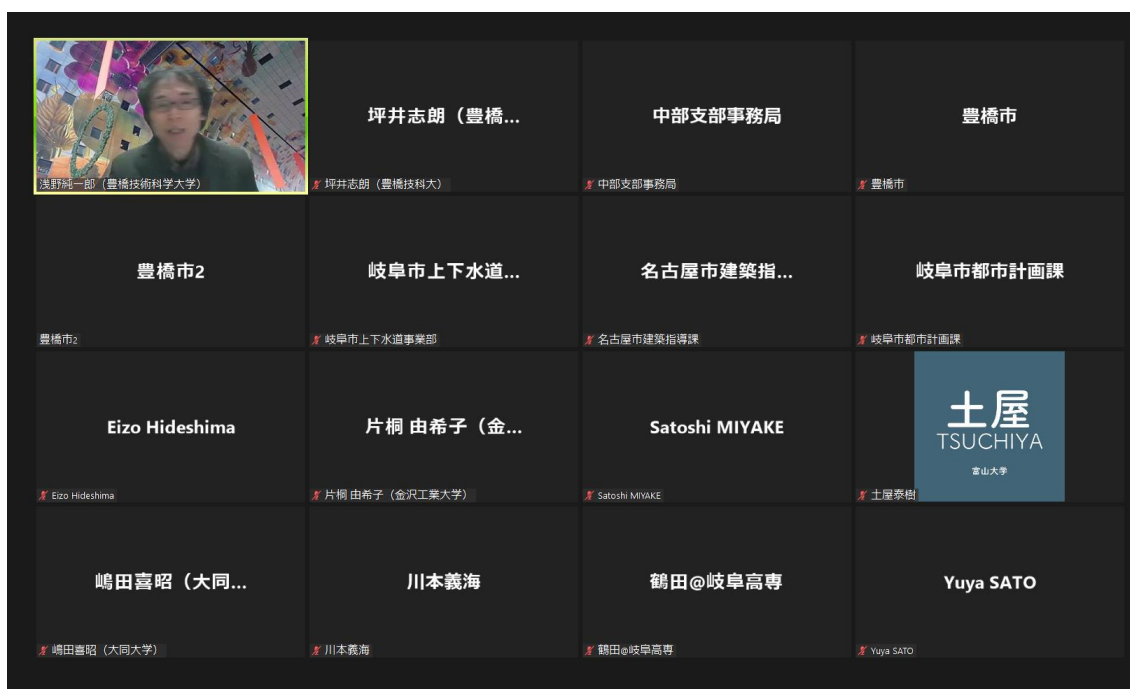 浅野純一郎（豊橋技術科学大学）
坪井志朗（豊橋...
坪井志朗（豊橋技科大）
中部支部事務局
中部支部事務局
豊橋市
豊橋市
豊橋市2
豊橋市2
岐阜市上下水道...
岐阜市上下水道事業部
名古屋市建築指...
名古屋市建築指導課
岐阜市都市計画課
岐阜市都市計画課
Eizo Hideshima
Eizo Hideshima
片桐 由希子（金...
片桐 由希子（金沢工業大学）
Satoshi MIYAKE
Satoshi MIYAKE
土屋
TSUCHIYA
富山大学
土屋泰樹
嶋田喜昭（大同...
嶋田喜昭（大同大学）
川本義海
川本義海
鶴田@岐阜高専
鶴田@岐阜高専
Yuya SATO
Yuya SATO